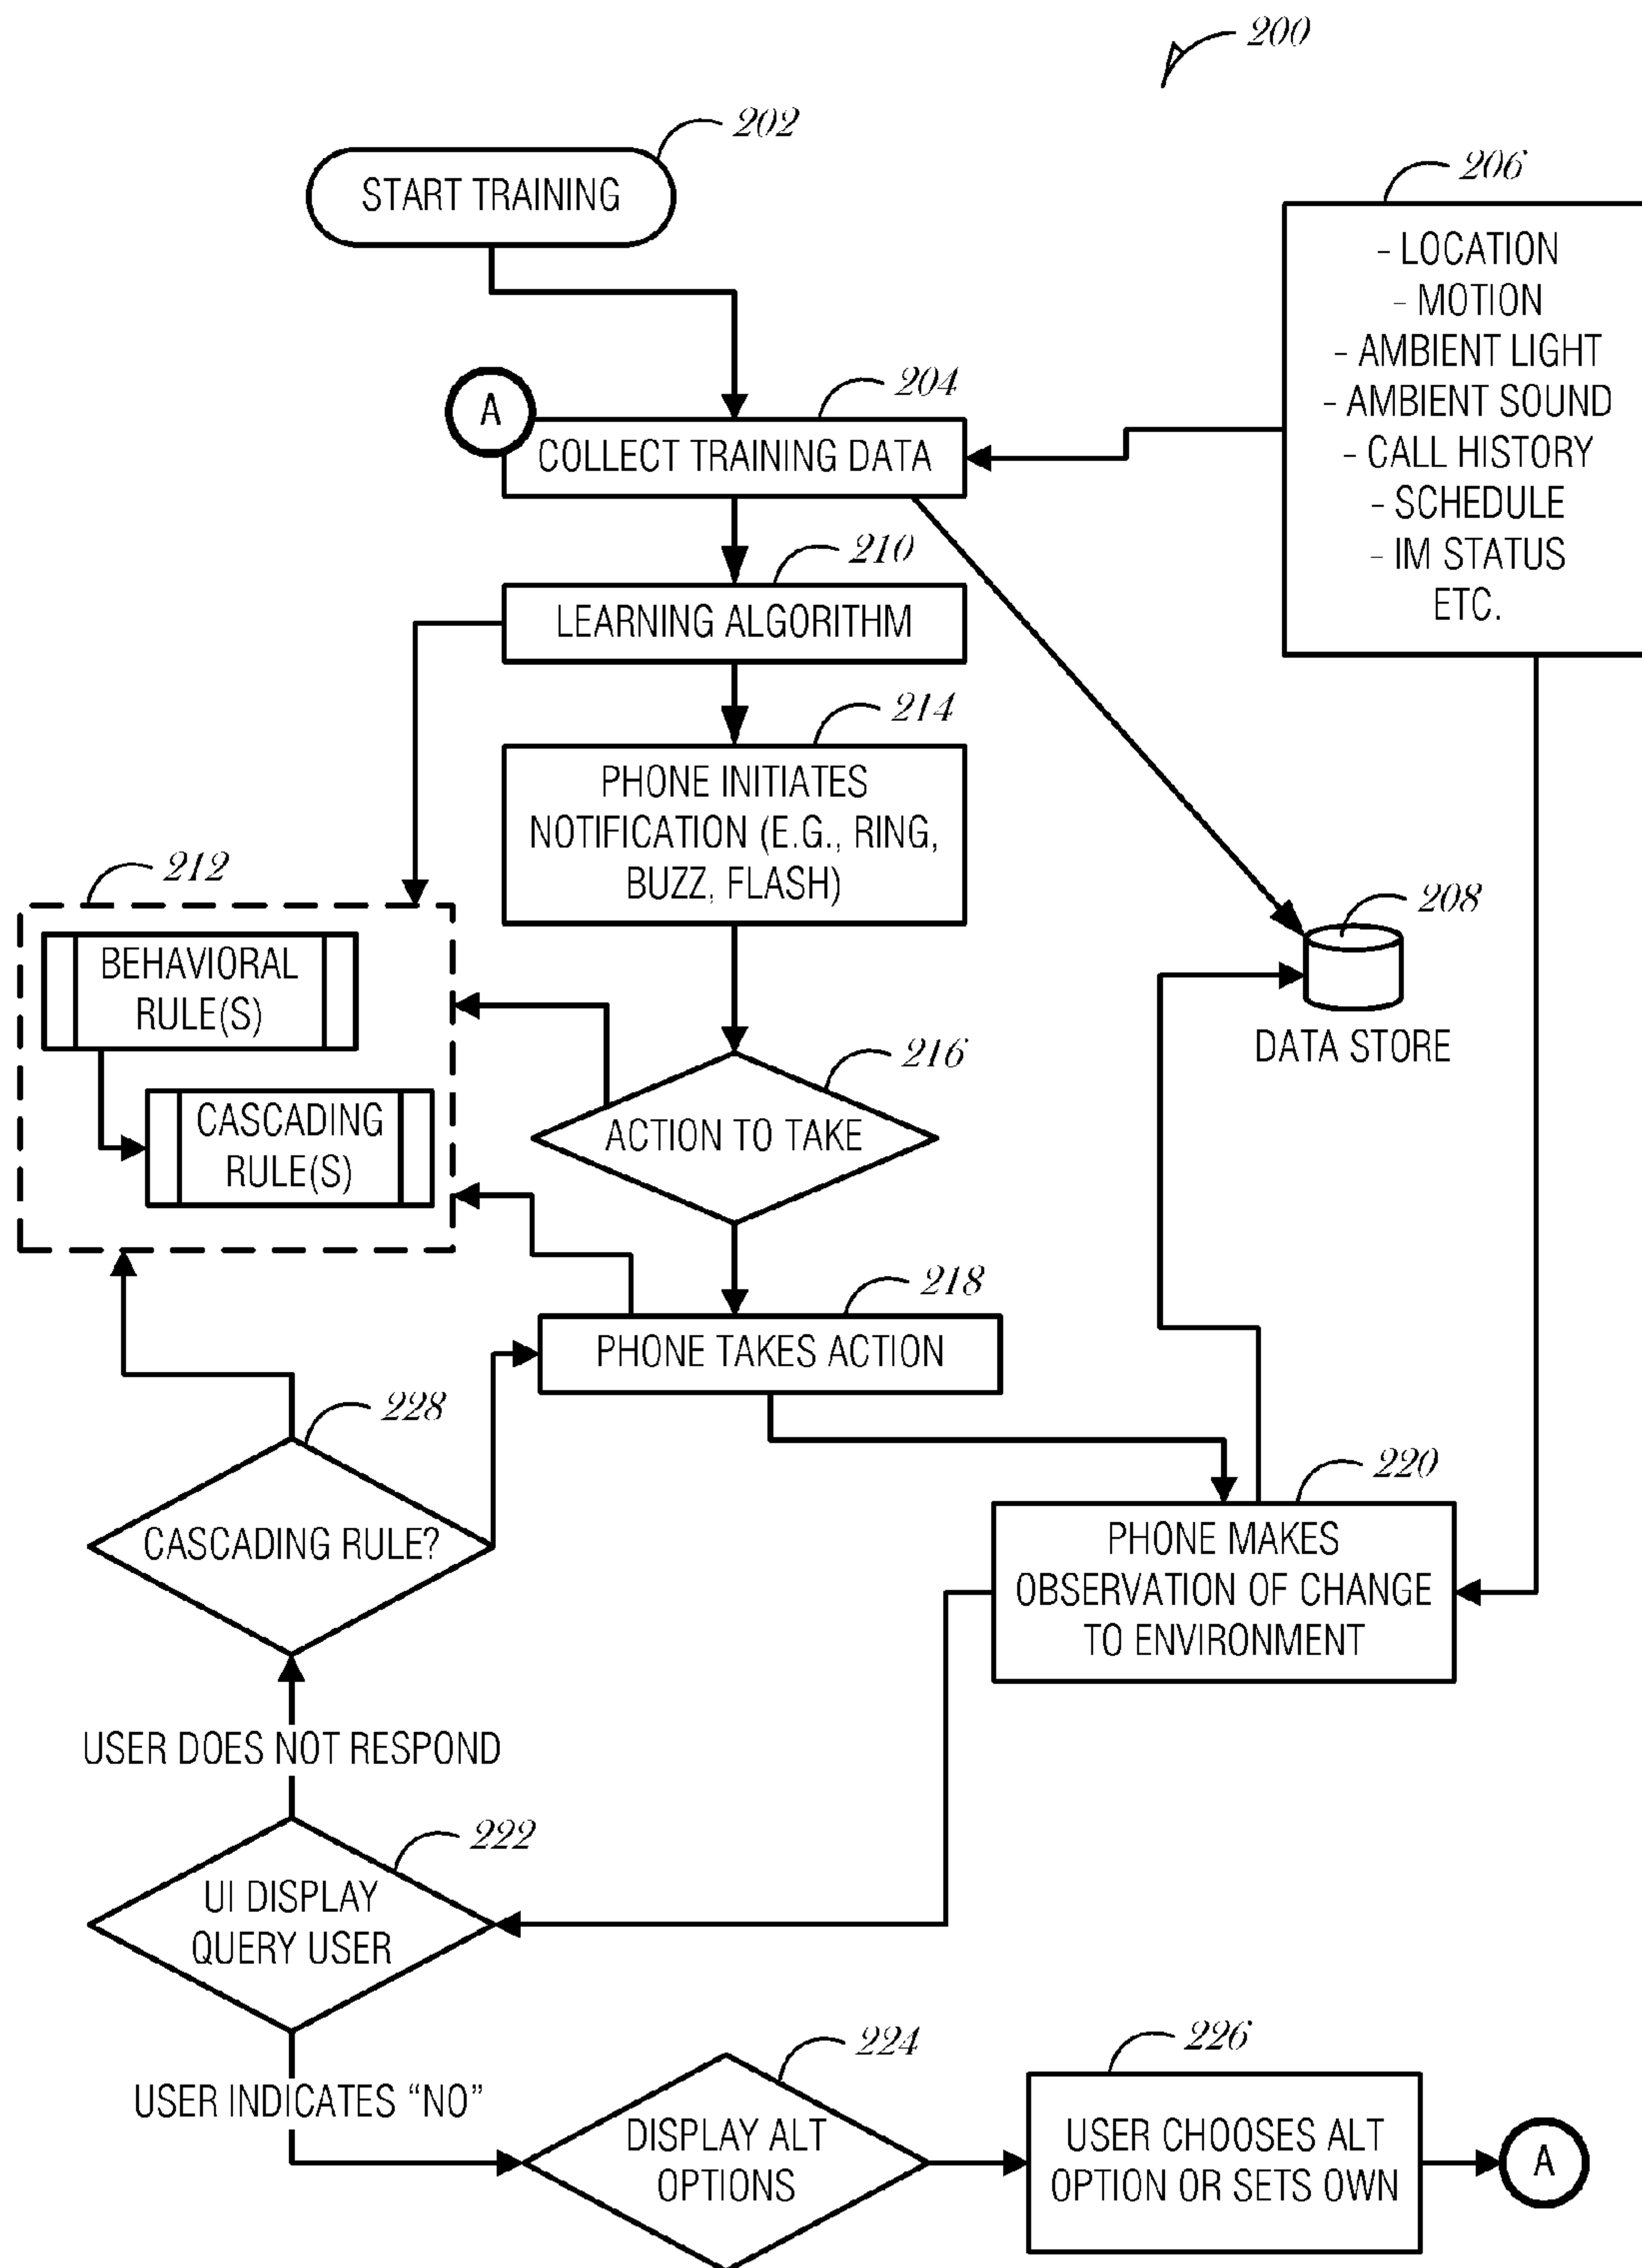 200
202
START TRAINING
206
- LOCATION
- MOTION
- AMBIENT LIGHT
- AMBIENT SOUND
- CALL HISTORY
- SCHEDULE
- IM STATUS
ETC.
A
204
COLLECT TRAINING DATA
210
LEARNING ALGORITHM
214
PHONE INITIATES
NOTIFICATION (E.G., RING,
BUZZ, FLASH)
212
BEHAVIORAL
RULE(S)
CASCADING
RULE(S)
208
DATA STORE
216
ACTION TO TAKE
218
PHONE TAKES ACTION
228
CASCADING RULE?
220
PHONE MAKES
OBSERVATION OF CHANGE
TO ENVIRONMENT
USER DOES NOT RESPOND
222
UI DISPLAY
QUERY USER
USER INDICATES “NO”
224
DISPLAY ALT
OPTIONS
226
USER CHOOSES ALT
OPTION OR SETS OWN
A